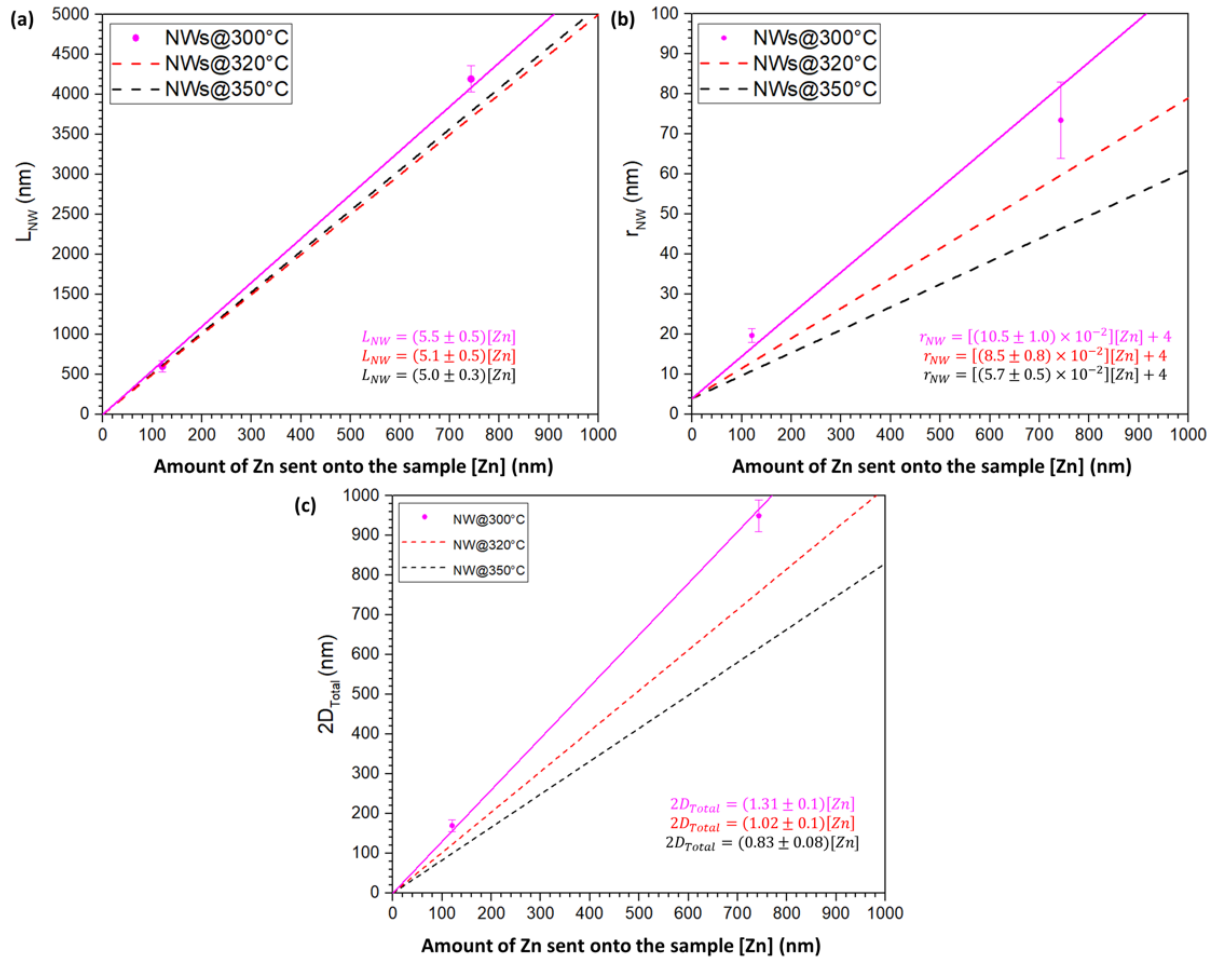 (a)
NWs@300°C
NWs@320°C
NWs@350°C
5000
4500
4000
3500
3000
2500
2000
1500
1000
500
0
L_NW (nm)
L_NW = (5.5 ± 0.5)[Zn]
L_NW = (5.1 ± 0.5)[Zn]
L_NW = (5.0 ± 0.3)[Zn]
0 100 200 300 400 500 600 700 800 900 1000
Amount of Zn sent onto the sample [Zn] (nm)
(b)
NWs@300°C
NWs@320°C
NWs@350°C
100
80
60
40
20
0
r_NW (nm)
r_NW = [(10.5 ± 1.0) × 10⁻²][Zn] + 4
r_NW = [(8.5 ± 0.8) × 10⁻²][Zn] + 4
r_NW = [(5.7 ± 0.5) × 10⁻²][Zn] + 4
0 100 200 300 400 500 600 700 800 900 1000
Amount of Zn sent onto the sample [Zn] (nm)
(c)
NW@300°C
NW@320°C
NW@350°C
1000
900
800
700
600
500
400
300
200
100
0
2D_Total (nm)
2D_Total = (1.31 ± 0.1)[Zn]
2D_Total = (1.02 ± 0.1)[Zn]
2D_Total = (0.83 ± 0.08)[Zn]
0 100 200 300 400 500 600 700 800 900 1000
Amount of Zn sent onto the sample [Zn] (nm)